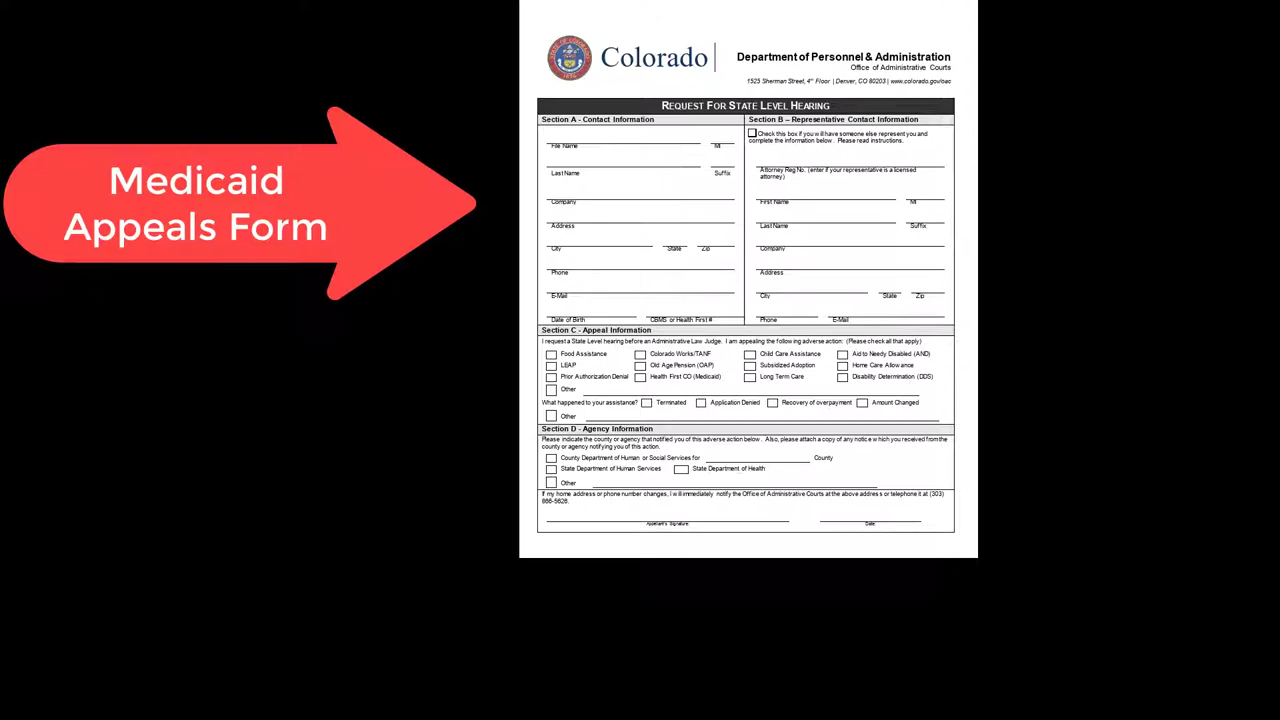 Medicaid
Appeals Form
Colorado
Department of Personnel & Administration
Office of Administrative Courts
1525 Sherman Street, 4th Floor | Denver, CO 80203 | www.colorado.gov/oac
REQUEST FOR STATE LEVEL HEARING
Section A - Contact Information
File Name MI
Last Name Suffix
Company
Address
City State Zip
Phone
E-Mail
Date of Birth CBMS or Health First #
Section B – Representative Contact Information
Check this box if you will have someone else represent you and
complete the information below. Please read instructions.
Attorney Reg No. (enter if your representative is a licensed
attorney)
First Name MI
Last Name Suffix
Company
Address
City State Zip
Phone E-Mail
Section C - Appeal Information
I request a State Level hearing before an Administrative Law Judge. I am appealing the following adverse action: (Please check all that apply)
Food Assistance Colorado Works/TANF Child Care Assistance Aid to Needy Disabled (AND)
LEAP Old Age Pension (OAP) Subsidized Adoption Home Care Allowance
Prior Authorization Denial Health First CO (Medicaid) Long Term Care Disability Determination (DDS)
Other
What happened to your assistance? Terminated Application Denied Recovery of overpayment Amount Changed
Other
Section D - Agency Information
Please indicate the county or agency that notified you of this adverse action below. Also, please attach a copy of any notice which you received from the
county or agency notifying you of this action.
County Department of Human or Social Services for County
State Department of Human Services State Department of Health
Other
If my home address or phone number changes, I will immediately notify the Office of Administrative Courts at the above address or telephone it at (303)
866-5626.
Appellant's Signature: Date: